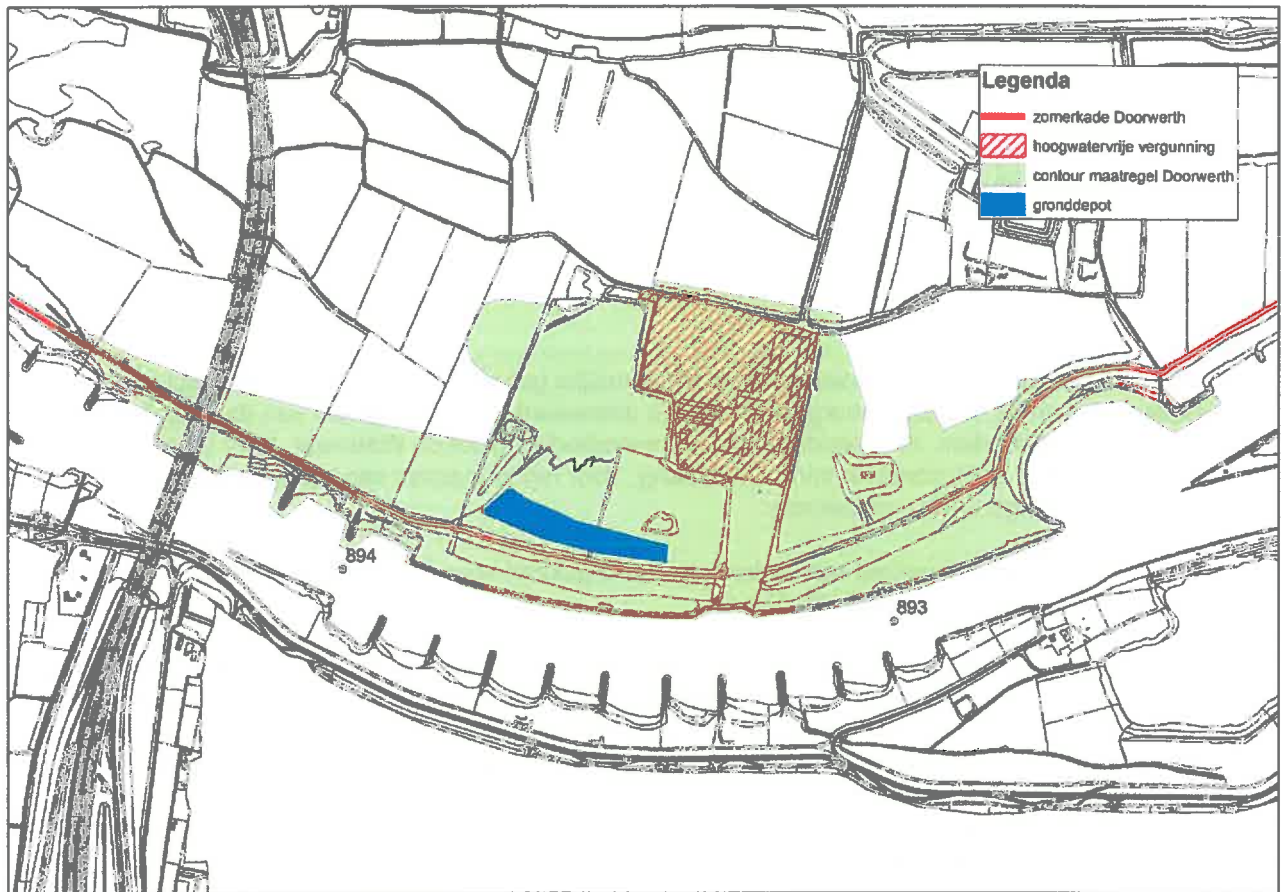 Legenda
zomerkade Doorwerth
hoogwatervrije vergunning
contour maatregel Doorwerth
gronddepot
894
893